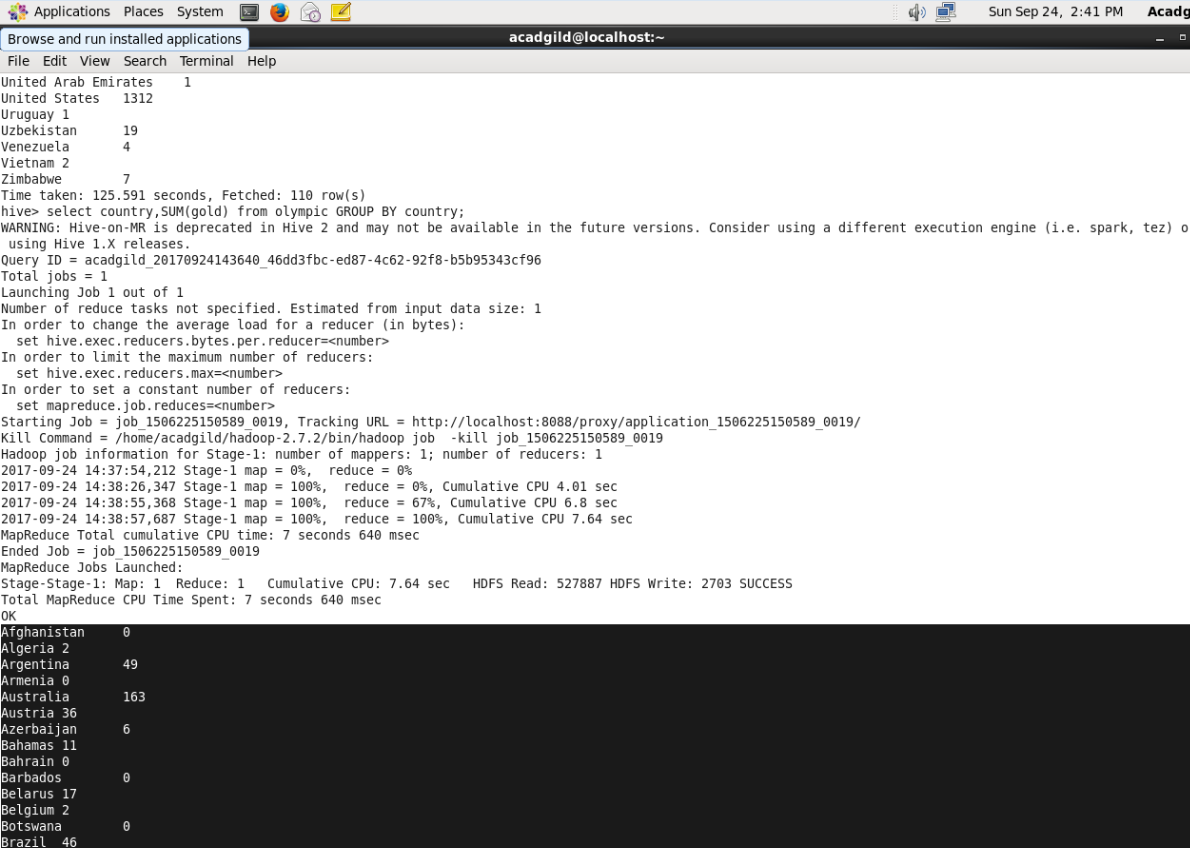 Applications Places System Sun Sep 24, 2:41 PM Acadg
Browse and run installed applications
acadgild@localhost:~
File Edit View Search Terminal Help
United Arab Emirates 1
United States 1312
Uruguay 1
Uzbekistan 19
Venezuela 4
Vietnam 2
Zimbabwe 7
Time taken: 125.591 seconds, Fetched: 110 row(s)
hive> select country,SUM(gold) from olympic GROUP BY country;
WARNING: Hive-on-MR is deprecated in Hive 2 and may not be available in the future versions. Consider using a different execution engine (i.e. spark, tez) o
using Hive 1.X releases.
Query ID = acadgild_20170924143640_46dd3fbc-ed87-4c62-92f8-b5b95343cf96
Total jobs = 1
Launching Job 1 out of 1
Number of reduce tasks not specified. Estimated from input data size: 1
In order to change the average load for a reducer (in bytes):
  set hive.exec.reducers.bytes.per.reducer=<number>
In order to limit the maximum number of reducers:
  set hive.exec.reducers.max=<number>
In order to set a constant number of reducers:
  set mapreduce.job.reduces=<number>
Starting Job = job_1506225150589_0019, Tracking URL = http://localhost:8088/proxy/application_1506225150589_0019/
Kill Command = /home/acadgild/hadoop-2.7.2/bin/hadoop job  -kill job_1506225150589_0019
Hadoop job information for Stage-1: number of mappers: 1; number of reducers: 1
2017-09-24 14:37:54,212 Stage-1 map = 0%,  reduce = 0%
2017-09-24 14:38:26,347 Stage-1 map = 100%,  reduce = 0%, Cumulative CPU 4.01 sec
2017-09-24 14:38:55,368 Stage-1 map = 100%,  reduce = 67%, Cumulative CPU 6.8 sec
2017-09-24 14:38:57,687 Stage-1 map = 100%,  reduce = 100%, Cumulative CPU 7.64 sec
MapReduce Total cumulative CPU time: 7 seconds 640 msec
Ended Job = job_1506225150589_0019
MapReduce Jobs Launched:
Stage-Stage-1: Map: 1  Reduce: 1   Cumulative CPU: 7.64 sec   HDFS Read: 527887 HDFS Write: 2703 SUCCESS
Total MapReduce CPU Time Spent: 7 seconds 640 msec
OK
Afghanistan 0
Algeria 2
Argentina 49
Armenia 0
Australia 163
Austria 36
Azerbaijan 6
Bahamas 11
Bahrain 0
Barbados 0
Belarus 17
Belgium 2
Botswana 0
Brazil 46